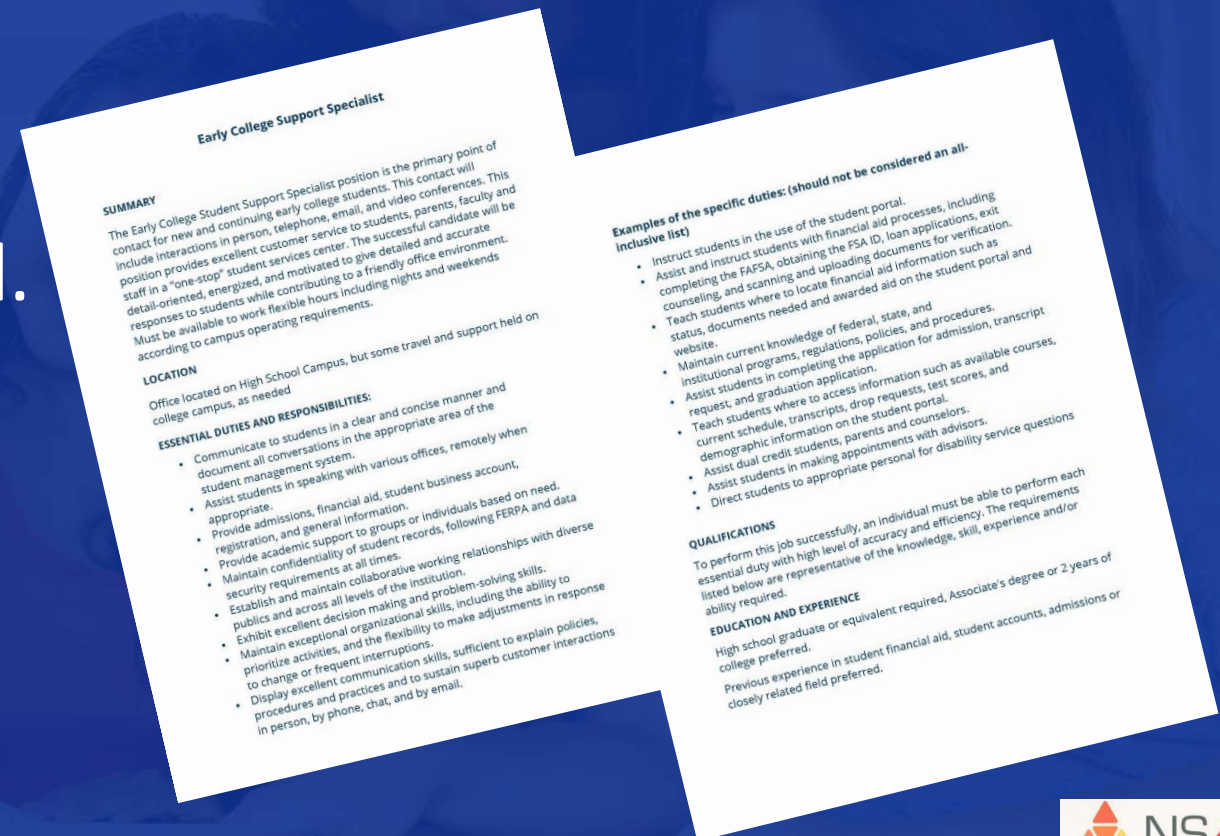 Early College Support Specialist
SUMMARY
The Early College Student Support Specialist position is the primary point of
contact for new and continuing early college students. This contact will
include interactions in person, telephone, email, and video conferences. This
position provides excellent customer service to students, parents, faculty and
staff in a "one-stop" student services center. The successful candidate will be
detail-oriented, energized, and motivated to give detailed and accurate
responses to students while contributing to a friendly office environment.
Must be available to work flexible hours including nights and weekends
according to campus operating requirements.
LOCATION
Office located on High School Campus, but some travel and support held on
college campus, as needed
ESSENTIAL DUTIES AND RESPONSIBILITIES:
• Communicate to students in a clear and concise manner and
document all conversations in the appropriate area of the
student management system.
• Assist students in speaking with various offices, remotely when
appropriate.
• Provide admissions, financial aid, student business account,
registration, and general information.
• Provide academic support to groups or individuals based on need.
• Maintain confidentiality of student records, following FERPA and data
security requirements at all times.
• Establish and maintain collaborative working relationships with diverse
publics and across all levels of the institution.
• Exhibit excellent decision making and problem-solving skills.
• Maintain exceptional organizational skills, including the ability to
prioritize activities, and the flexibility to make adjustments in response
to change or frequent interruptions.
• Display excellent communication skills, sufficient to explain policies,
procedures and practices and to sustain superb customer interactions
in person, by phone, chat, and by email.
Examples of the specific duties: (should not be considered an all-
inclusive list)
• Instruct students in the use of the student portal.
• Assist and instruct students with financial aid processes, including
completing the FAFSA, obtaining the FSA ID, loan applications, exit
counseling, and scanning and uploading documents for verification.
• Teach students where to locate financial aid information such as
status, documents needed and awarded aid on the student portal and
website.
• Maintain current knowledge of federal, state, and
institutional programs, regulations, policies, and procedures.
• Assist students in completing the application for admission, transcript
request, and graduation application.
• Teach students where to access information such as available courses,
current schedule, transcripts, drop requests, test scores, and
demographic information on the student portal.
• Assist dual credit students, parents and counselors.
• Assist students in making appointments with advisors.
• Direct students to appropriate personal for disability service questions
QUALIFICATIONS
To perform this job successfully, an individual must be able to perform each
essential duty with high level of accuracy and efficiency. The requirements
listed below are representative of the knowledge, skill, experience and/or
ability required.
EDUCATION AND EXPERIENCE
High school graduate or equivalent required, Associate's degree or 2 years of
college preferred.
Previous experience in student financial aid, student accounts, admissions or
closely related field preferred.
NS